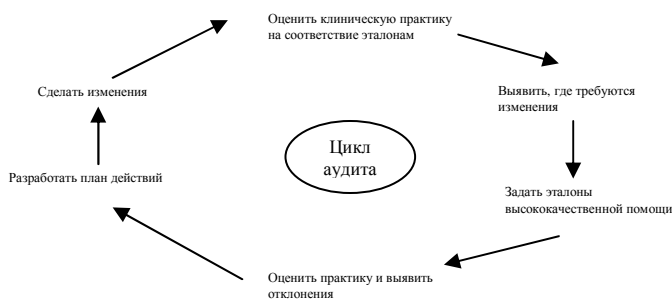 Оценить клиническую практику
на соответствие эталонам
Выявить, где требуются
изменения
Задать эталоны
высококачественной помощи
Оценить практику и выявить
отклонения
Разработать план действий
Сделать изменения
Цикл
аудита